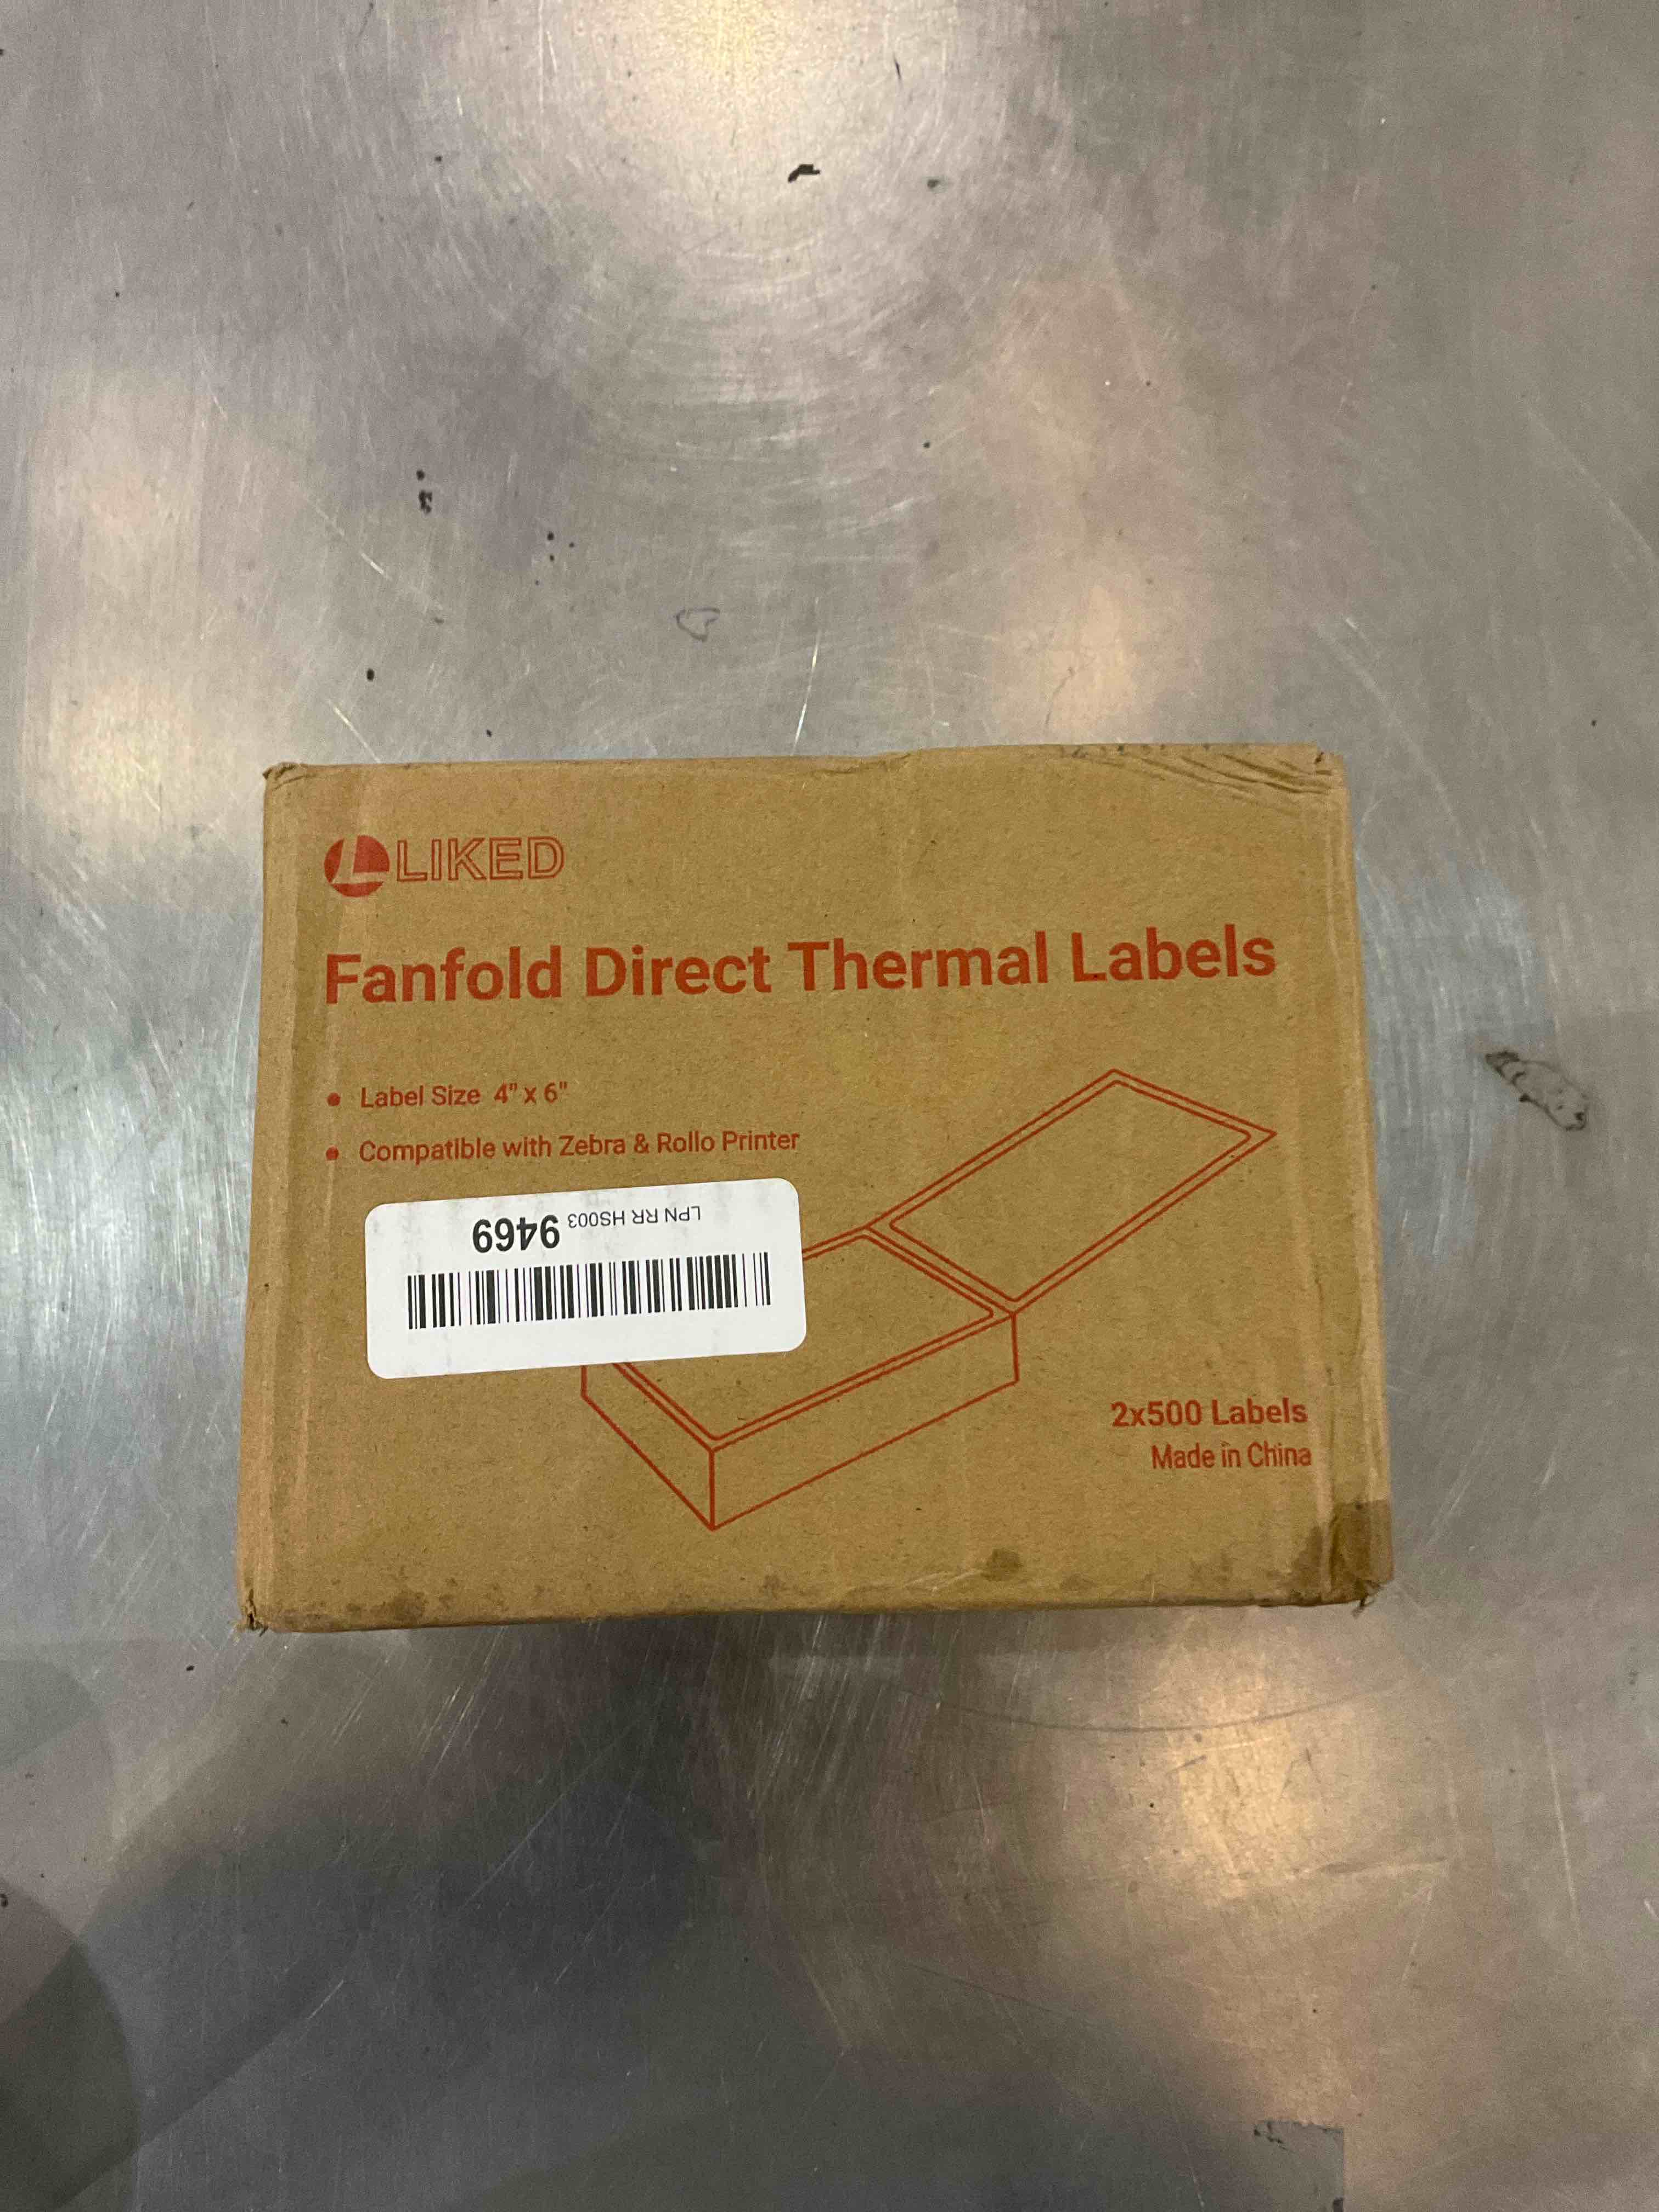 LIKED
Fanfold Direct Thermal Labels
• Label Size 4" x 6"
• Compatible with Zebra & Rollo Printer
LPN RR HS003 9469
2x500 Labels
Made in China